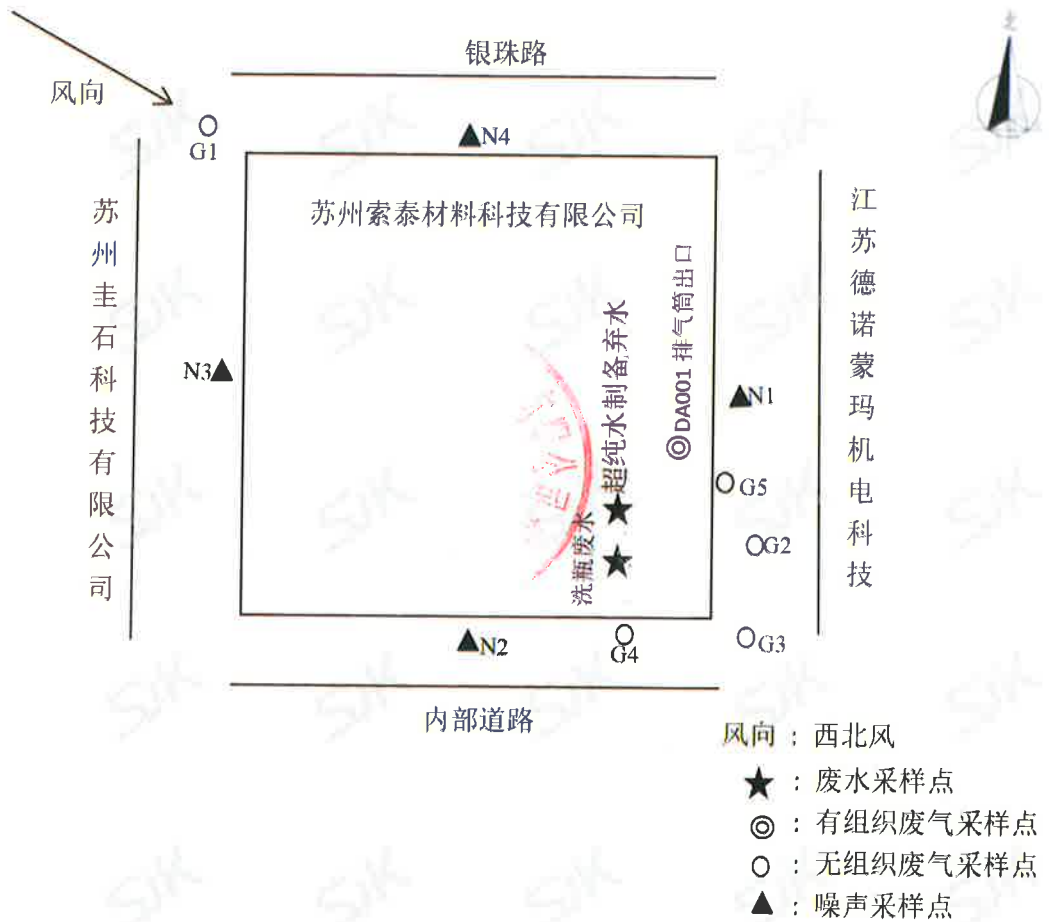 银珠路
北
风向
G1
N4
苏州索泰材料科技有限公司
苏州圭石科技有限公司
江苏德诺蒙玛机电科技
DA001 排气筒出口
超纯水制备弃水
洗瓶废水
N3
N1
G5
G2
G3
G4
N2
内部道路
风向：西北风
★：废水采样点
◎：有组织废气采样点
○：无组织废气采样点
▲：噪声采样点
SJK